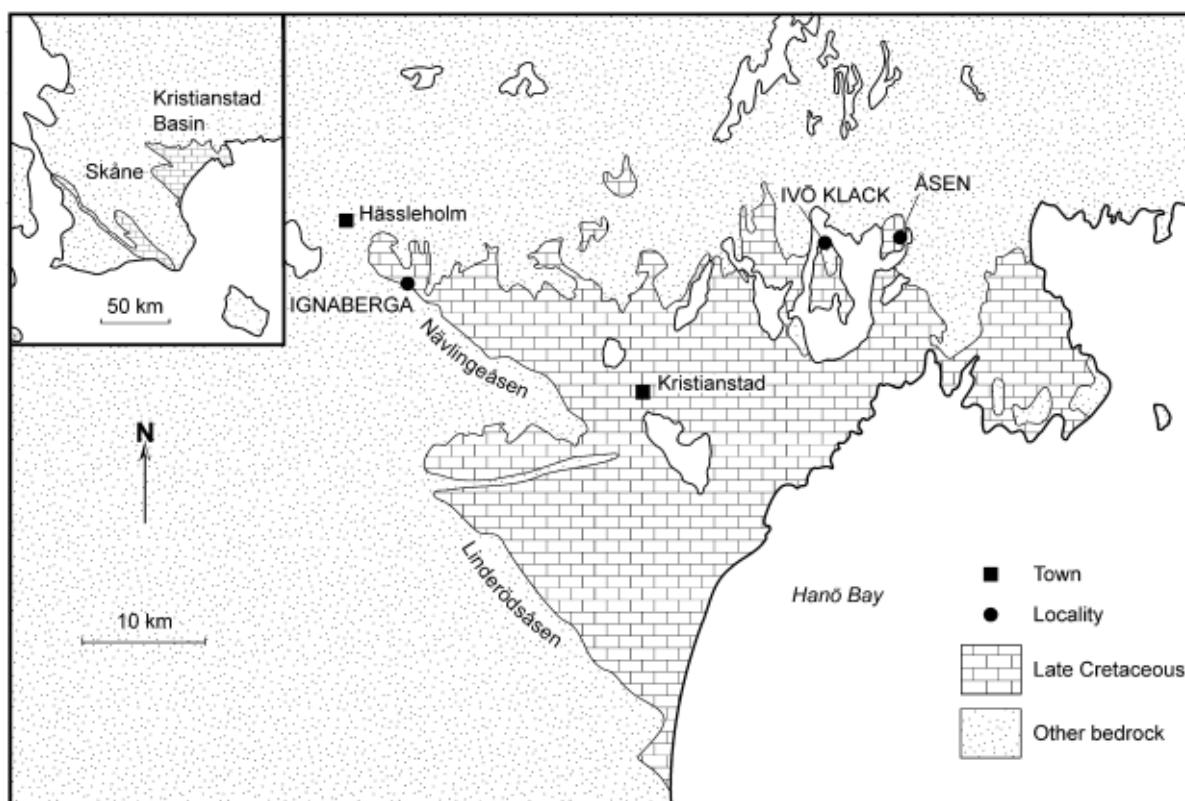 Kristianstad
Basin
Skåne
50 km
Hässleholm
IVÖ KLACK
ÅSEN
IGNABERGA
Nävlingeåsen
Kristianstad
N
Linderödsåsen
10 km
Hanö Bay
Town
Locality
Late Cretaceous
Other bedrock